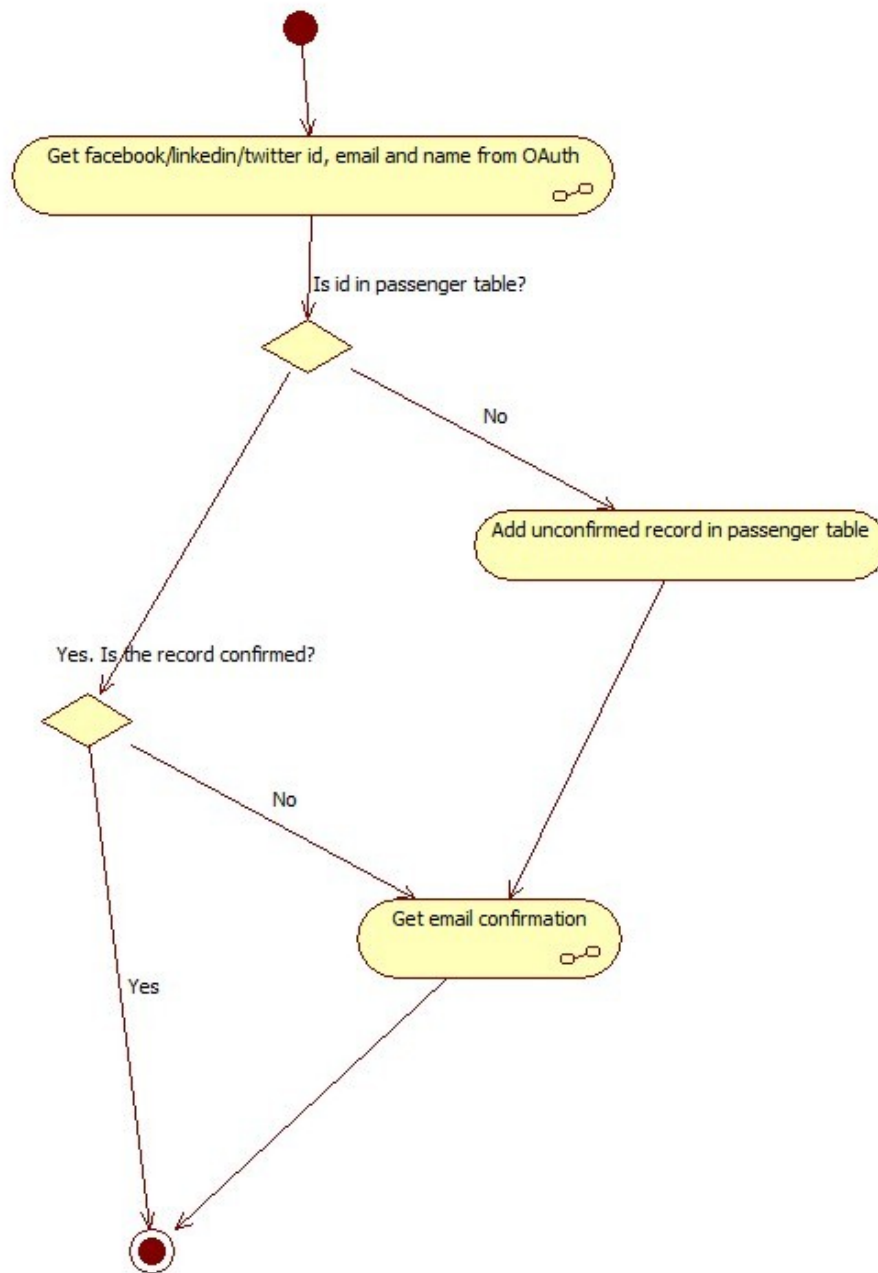 Get facebook/linkedin/twitter id, email and name from OAuth
Is id in passenger table?
No
Add unconfirmed record in passenger table
Yes. Is the record confirmed?
No
Get email confirmation
Yes